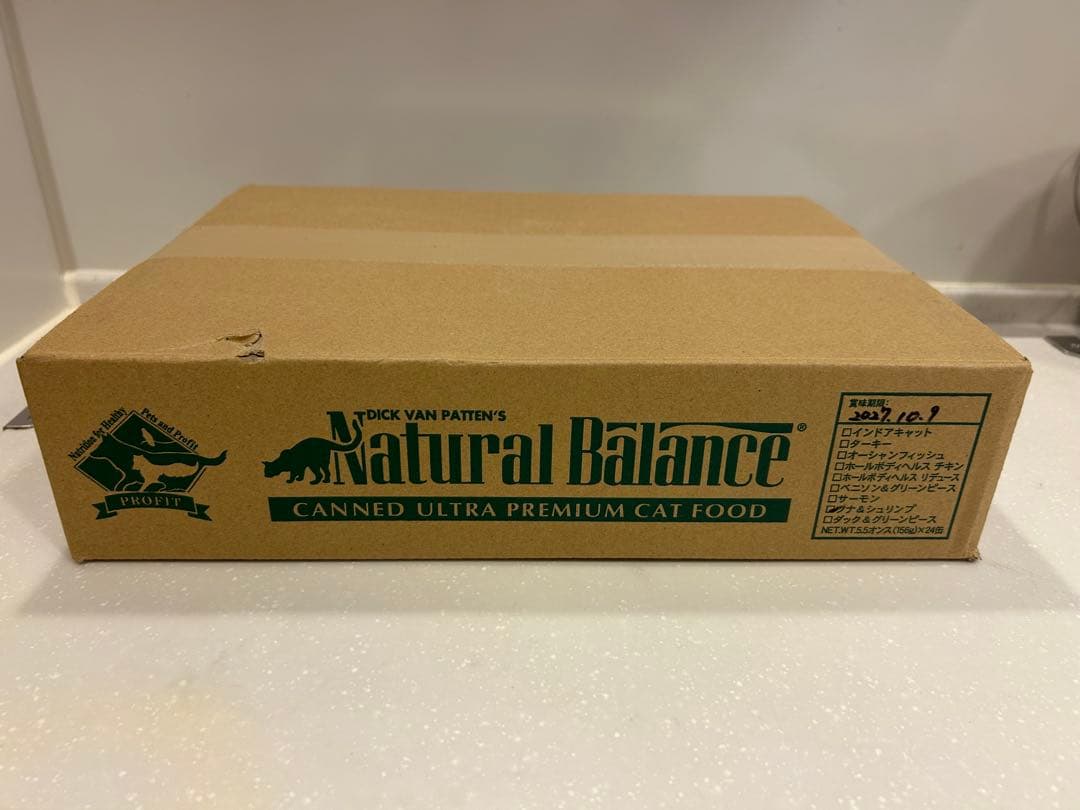 Nutrition for Healthy
Pets and Profit
PROFIT
DICK VAN PATTEN'S
Natural Balance®
CANNED ULTRA PREMIUM CAT FOOD
賞味期限:
2027.10.9
□インドアキャット
□ターキー
□オーシャンフィッシュ
□ホールボディヘルス チキン
□ホールボディヘルス リデュース
□ベニソン&グリーンピース
□サーモン
☑ツナ&シュリンプ
□ダック&グリーンピース
NET.WT.5.5オンス(156g)×24缶